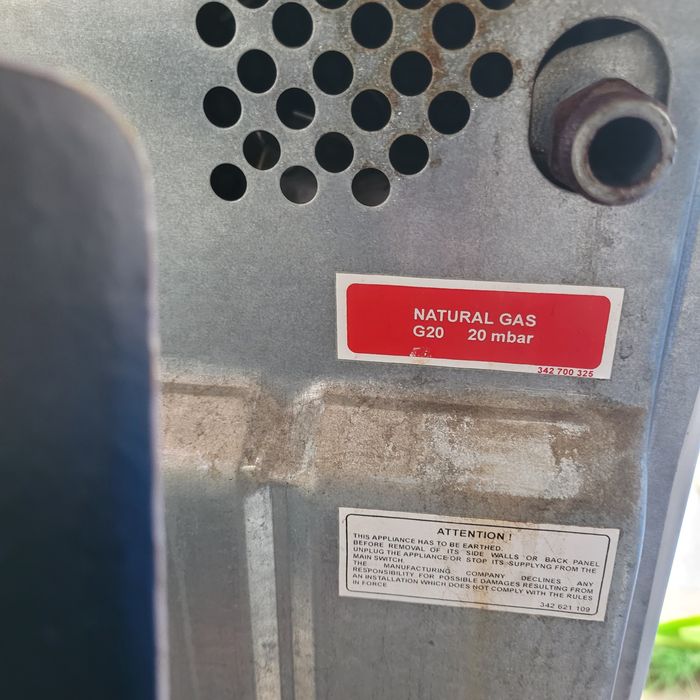 NATURAL GAS
G20 20 mbar
342 700 325
ATTENTION !
THIS APPLIANCE HAS TO BE EARTHED.
BEFORE REMOVAL OF ITS SIDE WALLS OR BACK PANEL
UNPLUG THE APPLIANCE OR STOP ITS SUPPLYNG FROM THE
MAIN SWITCH.
THE MANUFACTURING COMPANY DECLINES ANY
RESPONSIBILITY FOR POSSIBLE DAMAGES RESULTING FROM
AN INSTALLATION WHICH DOES NOT COMPLY WITH THE RULES
IN FORCE
342 621 109